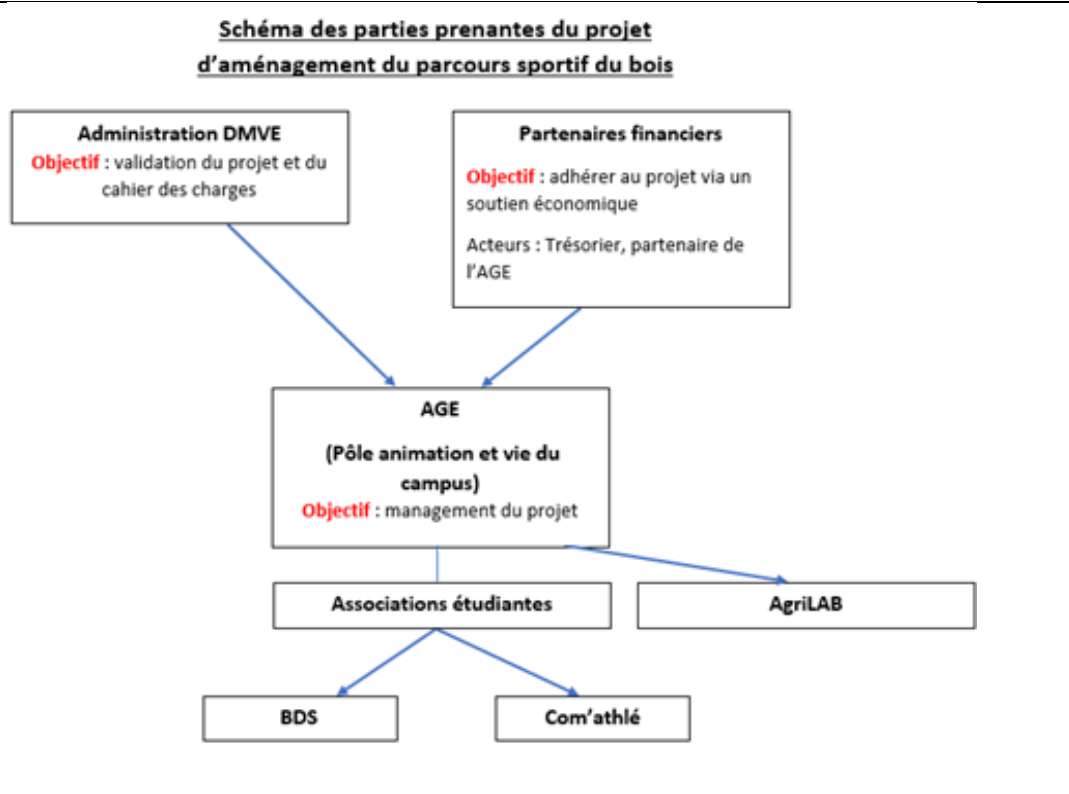 Schéma des parties prenantes du projet
d’aménagement du parcours sportif du bois
Administration DMVE
Objectif : validation du projet et du
cahier des charges
Partenaires financiers
Objectif : adhérer au projet via un
soutien économique
Acteurs : Trésorier, partenaire de
l’AGE
AGE
(Pôle animation et vie du
campus)
Objectif : management du projet
Associations étudiantes
AgriLAB
BDS
Com’athlé